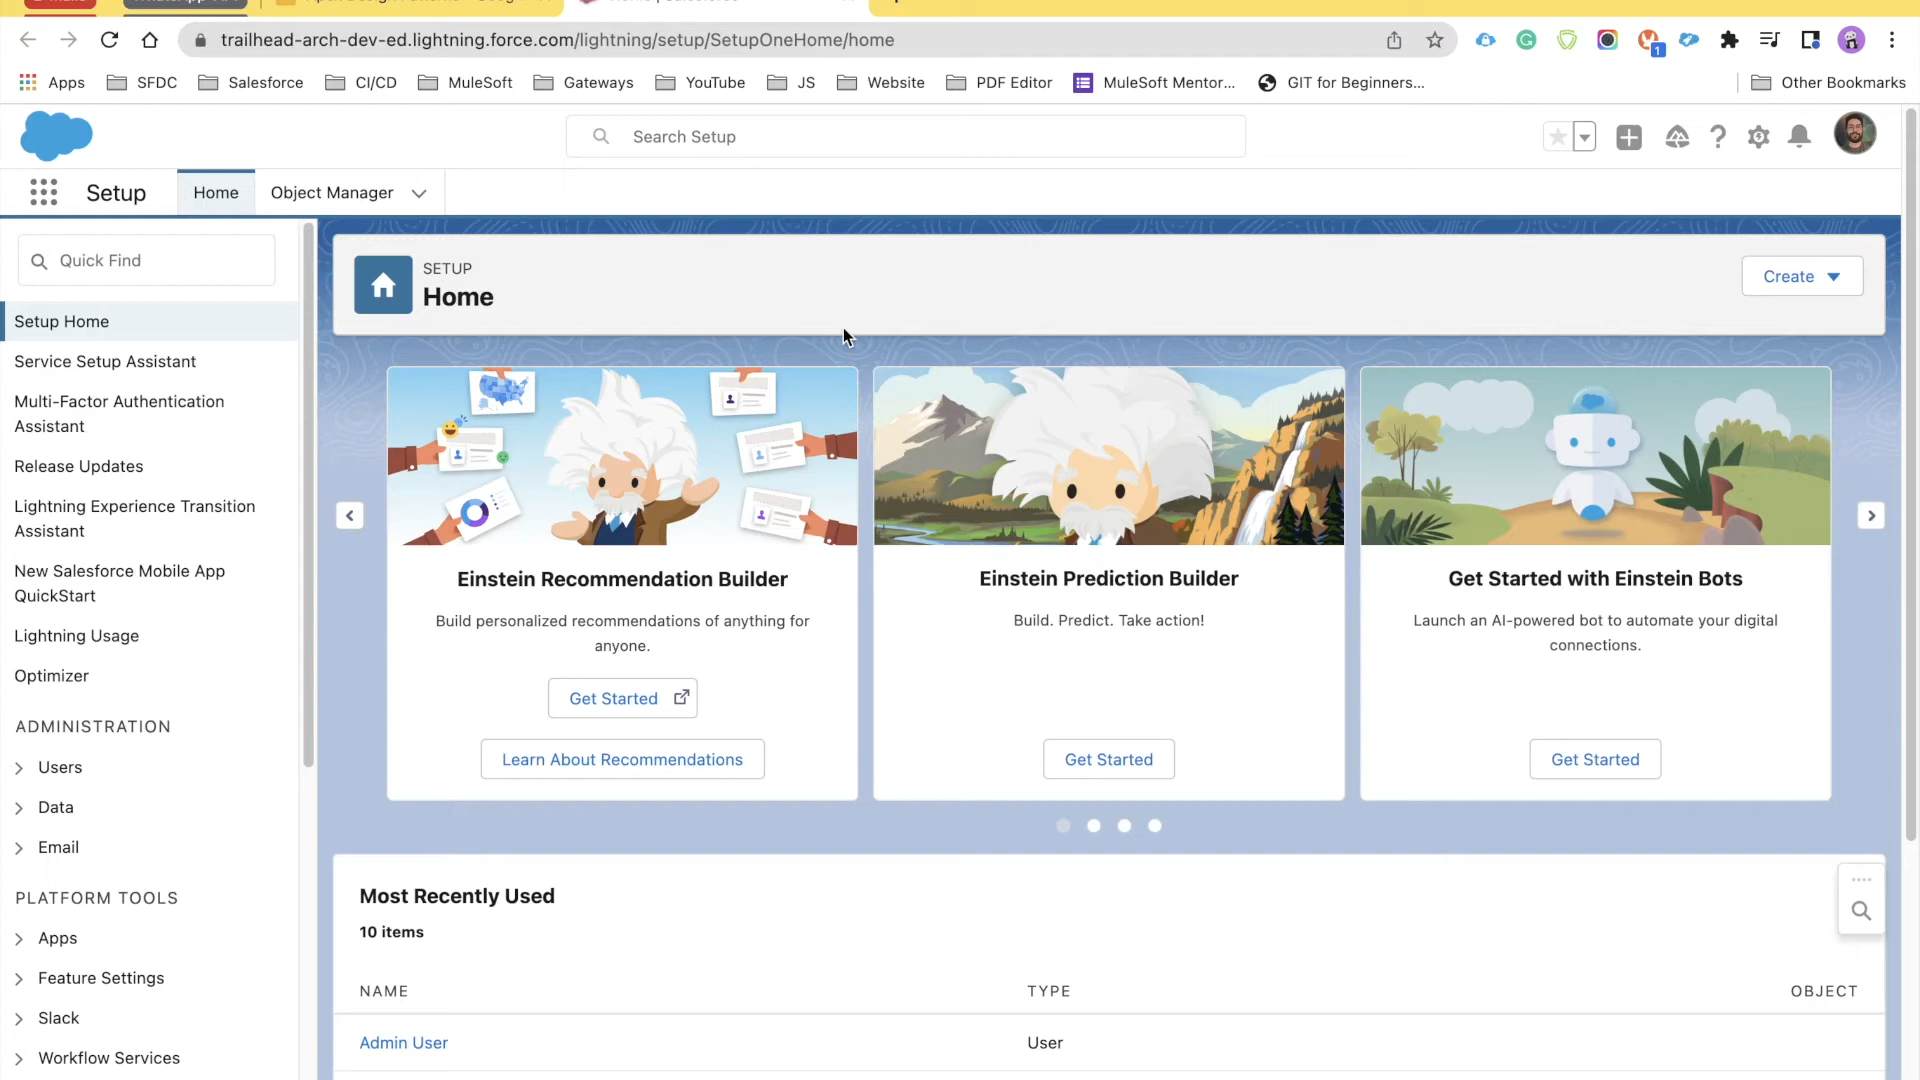 trailhead-arch-dev-ed.lightning.force.com/lightning/setup/SetupOneHome/home
1
Apps SFDC Salesforce CI/CD MuleSoft Gateways YouTube JS Website PDF Editor MuleSoft Mentor... GIT for Beginners... Other Bookmarks
Search Setup
Setup Home Object Manager
Quick Find
Setup Home
Service Setup Assistant
Multi-Factor Authentication
Assistant
Release Updates
Lightning Experience Transition
Assistant
New Salesforce Mobile App
QuickStart
Lightning Usage
Optimizer
ADMINISTRATION
Users
Data
Email
PLATFORM TOOLS
Apps
Feature Settings
Slack
Workflow Services
SETUP
Home
Create
Einstein Recommendation Builder
Build personalized recommendations of anything for
anyone.
Get Started
Learn About Recommendations
Einstein Prediction Builder
Build. Predict. Take action!
Get Started
Get Started with Einstein Bots
Launch an AI-powered bot to automate your digital
connections.
Get Started
Most Recently Used
10 items
NAME TYPE OBJECT
Admin User User